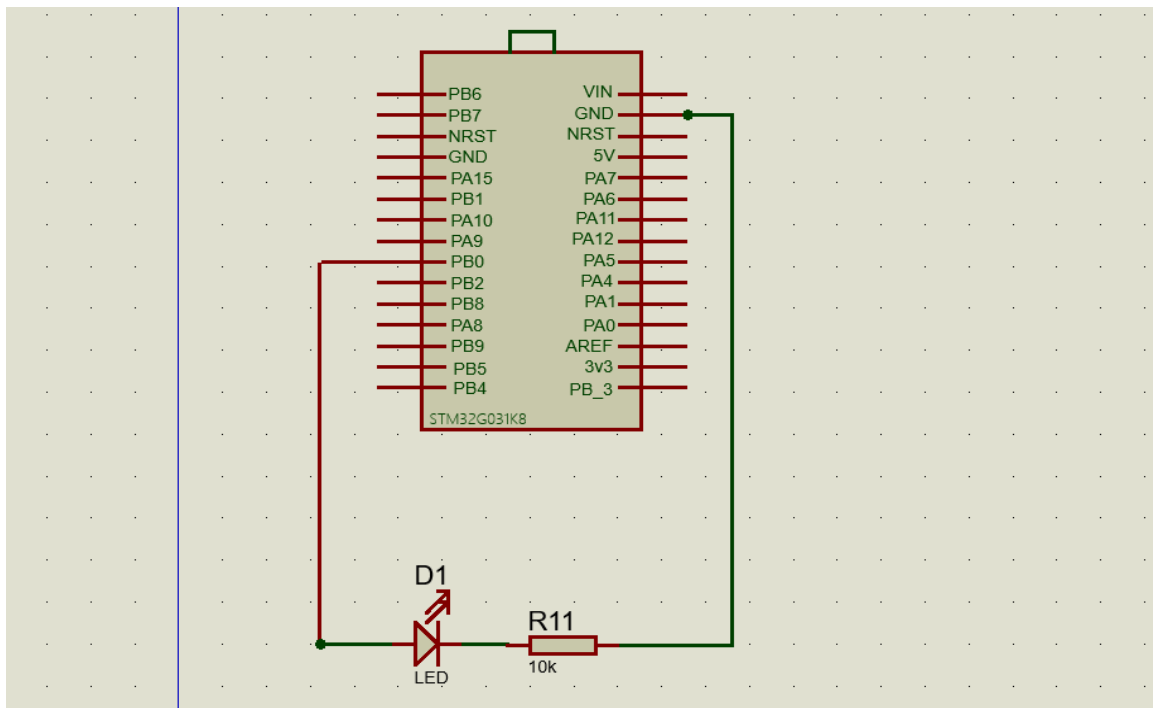 PB6 VIN
PB7 GND
NRST NRST
GND 5V
PA15 PA7
PB1 PA6
PA10 PA11
PA9 PA12
PB0 PA5
PB2 PA4
PB8 PA1
PA8 PA0
PB9 AREF
PB5 3v3
PB4 PB_3
STM32G031K8
D1
R11
10k
LED